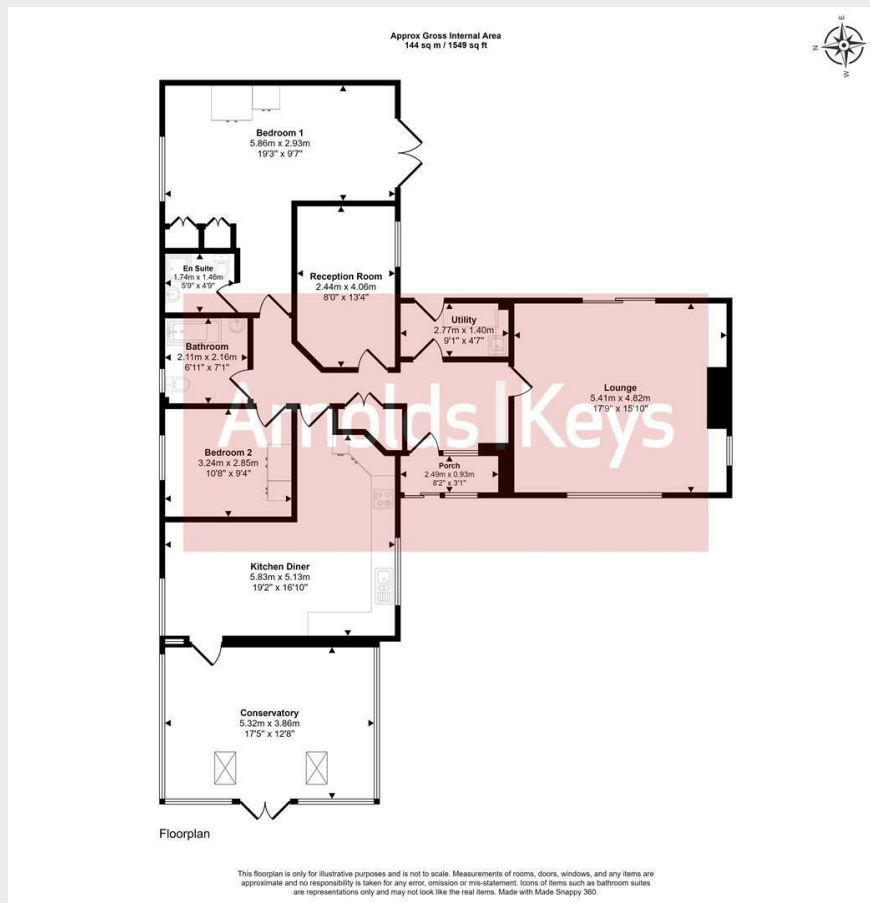 Approx Gross Internal Area
144 sq m / 1549 sq ft
E
N
W
Bedroom 1
5.86m x 2.93m
19'3" x 9'7"
En Suite
1.74m x 1.46m
5'9" x 4'9"
Reception Room
2.44m x 4.06m
8'0" x 13'4"
Bathroom
2.11m x 2.16m
6'11" x 7'1"
Utility
2.77m x 1.40m
9'1" x 4'7"
Lounge
5.41m x 4.82m
17'9" x 15'10"
Arnolds | Keys
Bedroom 2
3.24m x 2.85m
10'8" x 9'4"
Porch
2.49m x 0.93m
8'2" x 3'1"
Kitchen Diner
5.83m x 5.13m
19'2" x 16'10"
Conservatory
5.32m x 3.86m
17'5" x 12'8"
Floorplan
This floorplan is only for illustrative purposes and is not to scale. Measurements of rooms, doors, windows, and any items are
approximate and no responsibility is taken for any error, omission or mis-statement. Icons of items such as bathroom suites
are representations only and may not look like the real items. Made with Made Snappy 360.